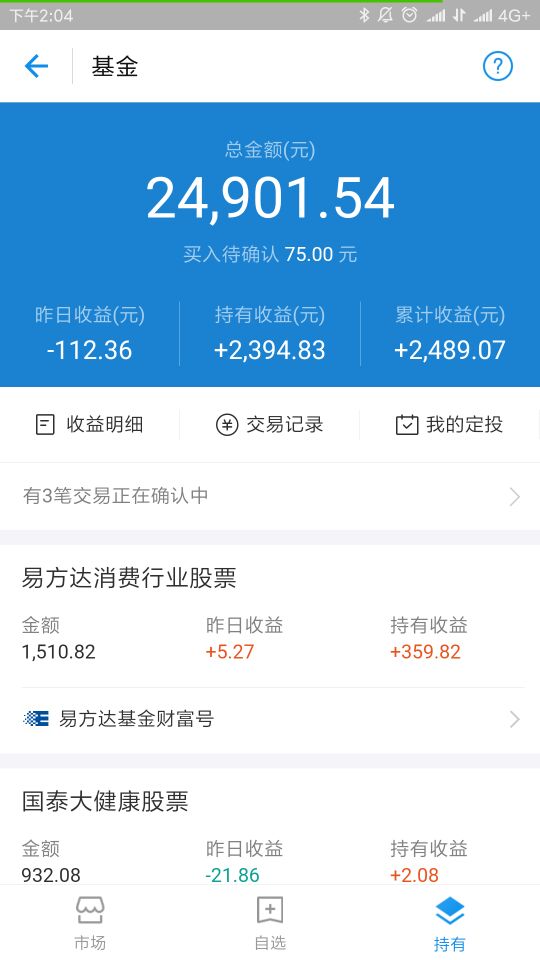 下午2:04 4G+
基金 ?
总金额(元)
24,901.54
买入待确认 75.00 元
昨日收益(元) 持有收益(元) 累计收益(元)
-112.36 +2,394.83 +2,489.07
收益明细 ¥ 交易记录 我的定投
有3笔交易正在确认中
易方达消费行业股票
金额 昨日收益 持有收益
1,510.82 +5.27 +359.82
易方达基金财富号
国泰大健康股票
金额 昨日收益 持有收益
932.08 -21.86 +2.08
市场 自选 持有